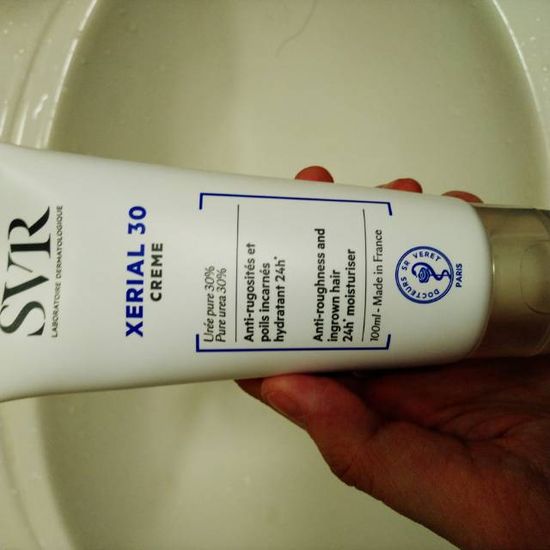 SVR
LABORATOIRE DERMATOLOGIQUE
XERIAL 30
CREME
Urée pure 30%
Pure urea 30%
Anti-rugosités et
poils incarnés
hydratant 24h*
Anti-roughness and
ingrown hair
24h* moisturiser
100ml - Made in France
DOCTEURS SR VERET
PARIS